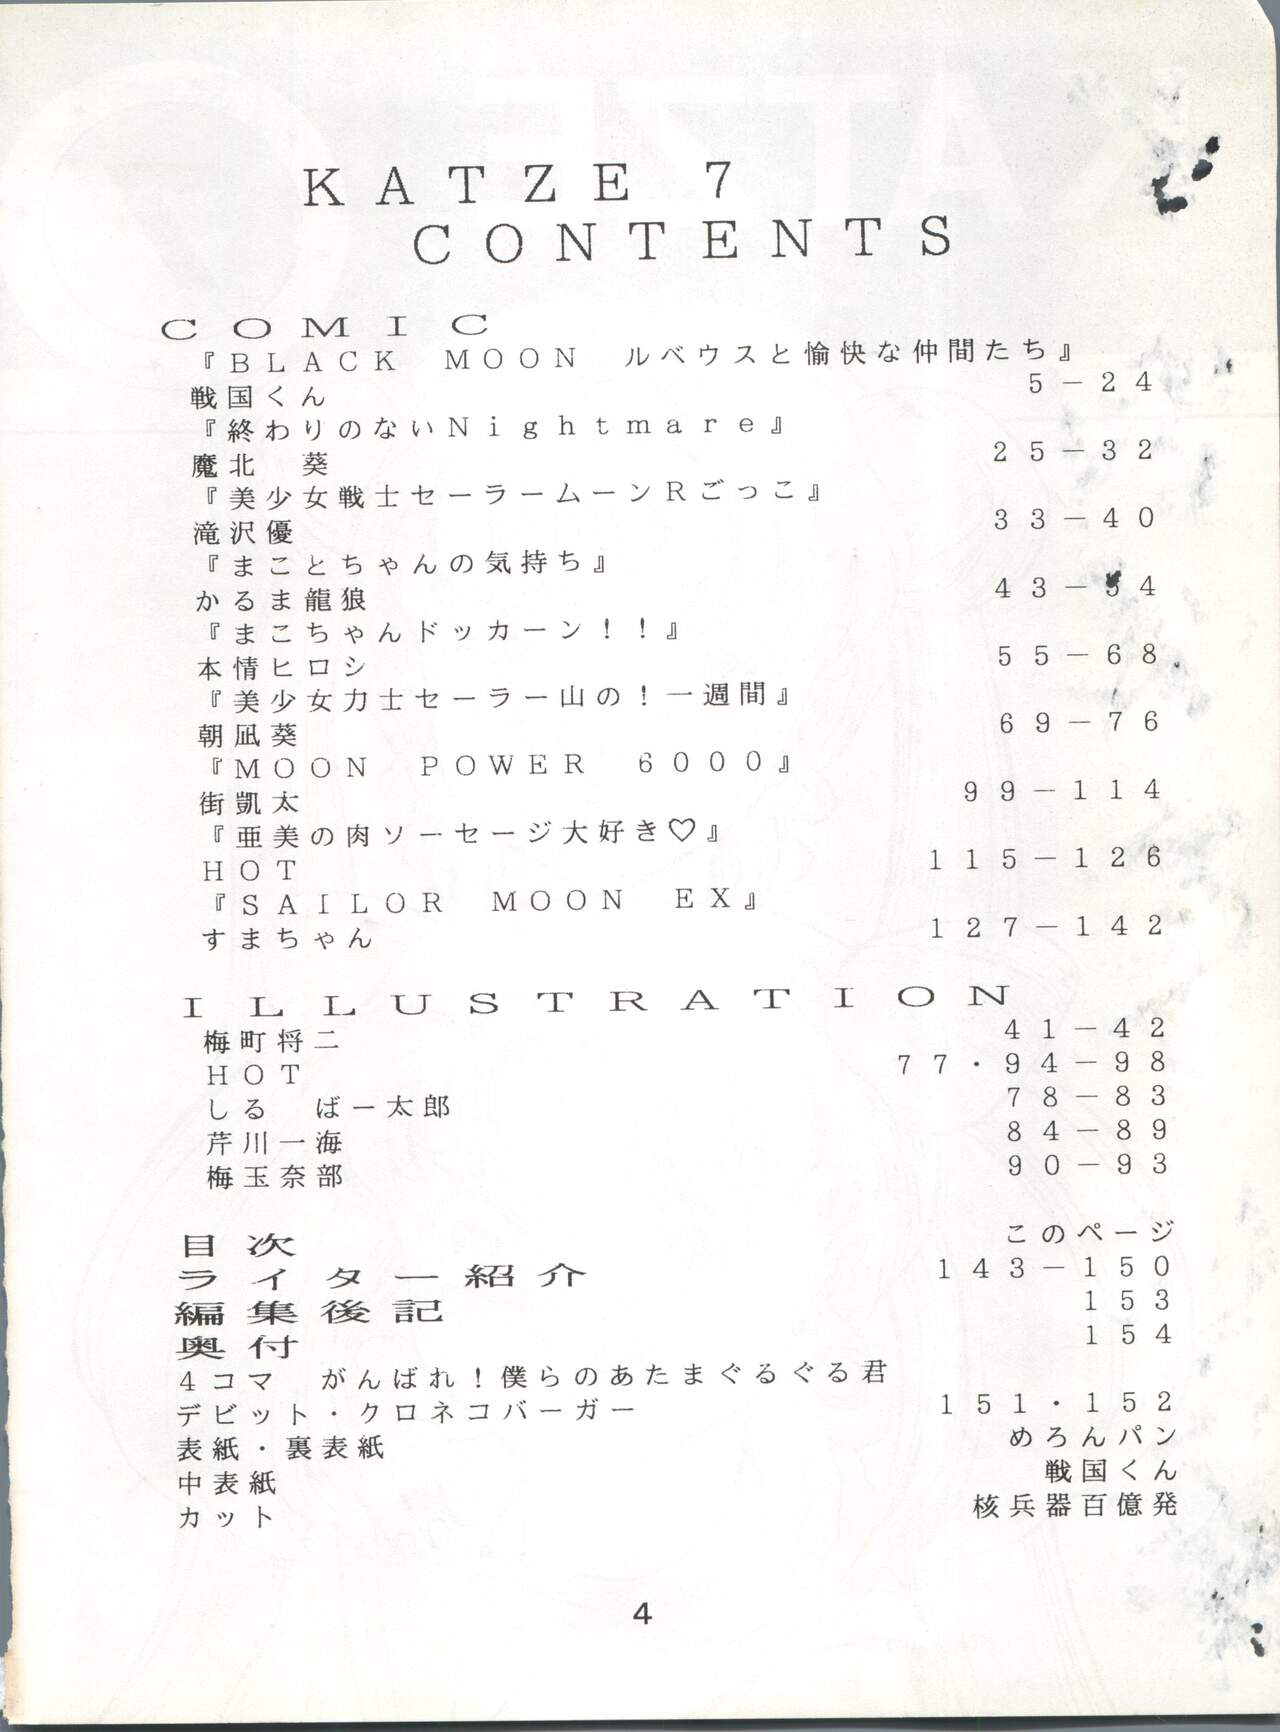 KATZE 7
CONTENTS
COMIC
『BLACK MOON ルベウスと愉快な仲間たち』
戦国くん 5-24
『終わりのないNightmare』
魔北 葵 25-32
『美少女戦士セーラームーンRごっこ』
滝沢優 33-40
『まことちゃんの気持ち』
かるま龍狼 43-54
『まこちゃんドッカーン!!』
本情ヒロシ 55-68
『美少女力士セーラー山の!一週間』
朝凪葵 69-76
『MOON POWER 6000』
街凱太 99-114
『亜美の肉ソーセージ大好き♡』
HOT 115-126
『SAILOR MOON EX』
すまちゃん 127-142
ILLUSTRATION
梅町将二 41-42
HOT 77・94-98
しる ばー太郎 78-83
芹川一海 84-89
梅玉奈部 90-93
目次 このページ
ライター紹介 143-150
編集後記 153
奥付 154
4コマ がんばれ!僕らのあたまぐるぐる君
デビット・クロネコバーガー 151・152
表紙・裏表紙 めろんパン
中表紙 戦国くん
カット 核兵器百億発
4